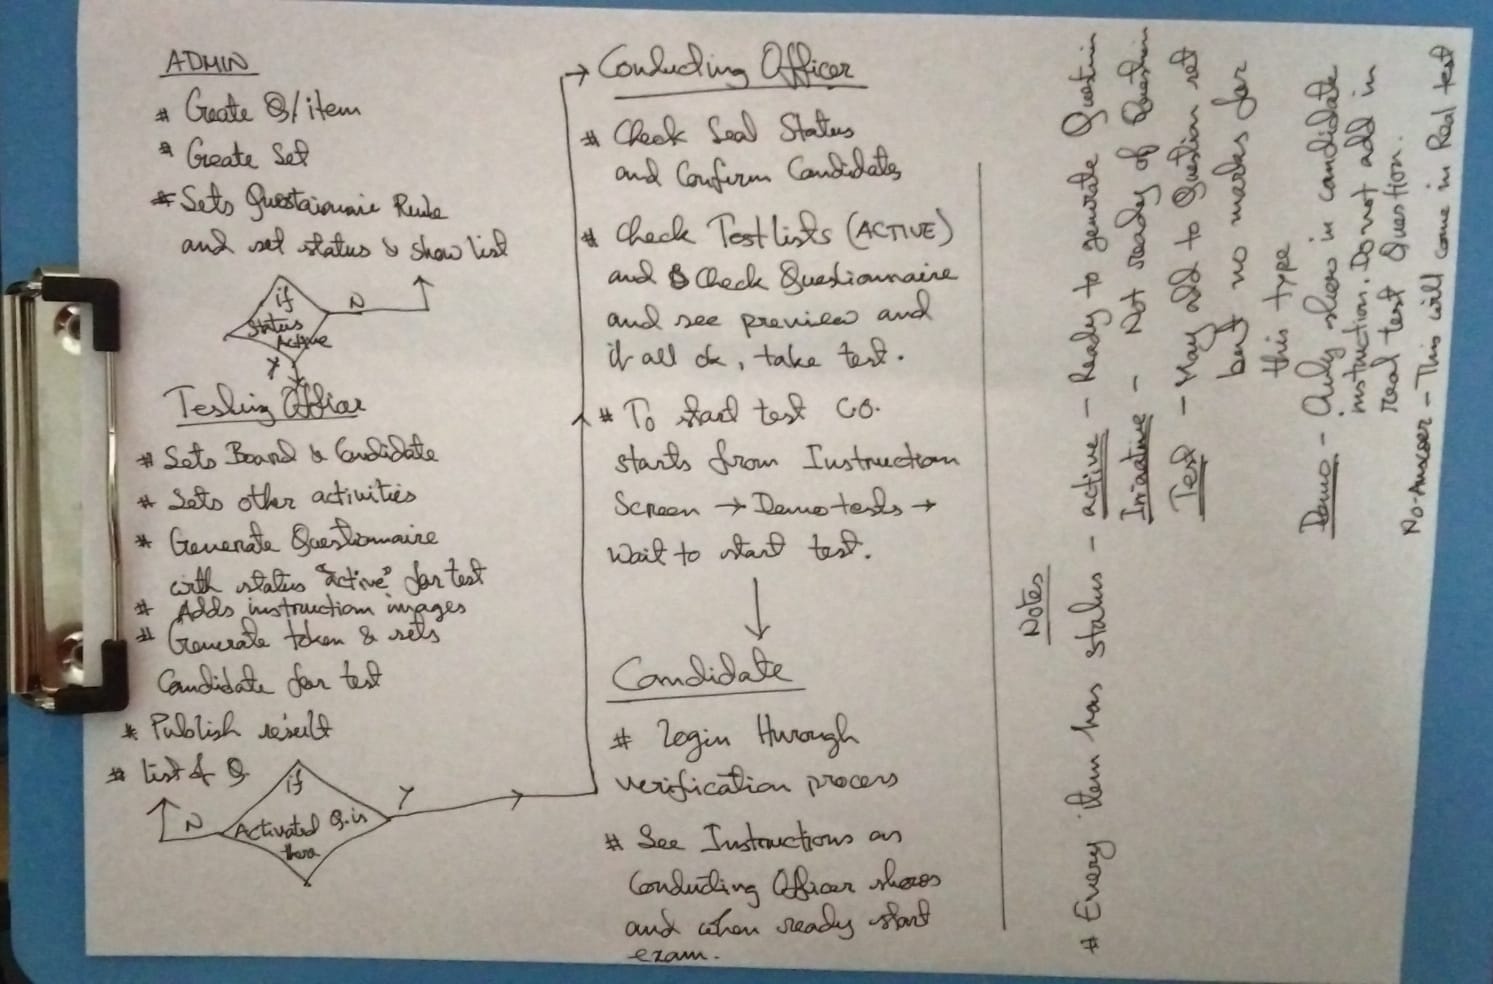 ADMIN
# Create Q/item
# Create Set
# Sets Questionnaire Rule
and set status & show list
if
Status
Active
N
Y
Testing Officer
# Sets Board & Candidate
# Sets other activities
# Generate Questionnaire
with status "active" for test
# Adds instruction images
# Generate token & sets
Candidate for test
# Publish result
# List of Q
if
Activated Q. is
there
N
Y
Conducting Officer
# Check Seal Status
and Confirm Candidates
# Check Test lists (ACTIVE)
and Check Questionnaire
and see preview and
if all ok, take test.
# To start test CO.
starts from Instruction
Screen → Demo tests →
Wait to start test.
Candidate
# Login through
verification process
# See Instructions as
Conducting Officer shows
and when ready start
exam.
Notes
# Every item has status - active - Ready to generate Question
Inactive - Not ready of Question
Test - May add to Question set
but no marks for
this type
Demo - Only show in candidate
instruction. Do not add in
real test Question.
No-Answer - This will come in Real test